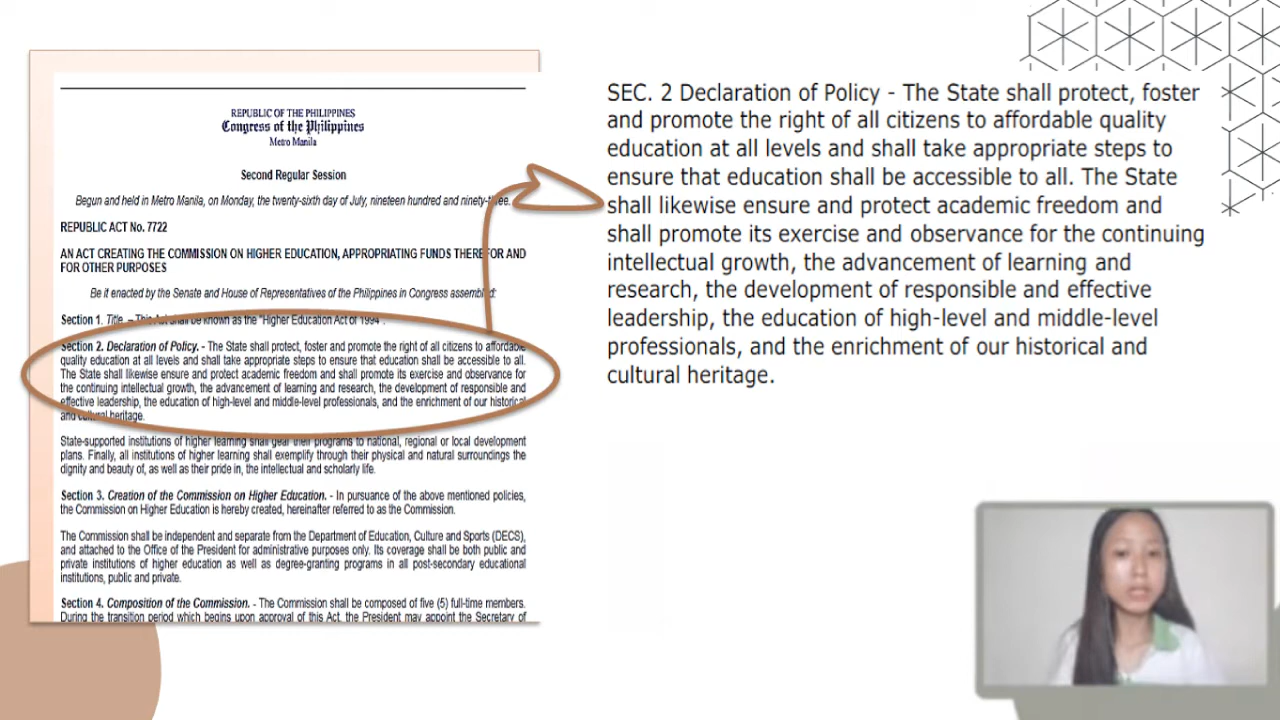 REPUBLIC OF THE PHILIPPINES
Congress of the Philippines
Metro Manila
Second Regular Session
Begun and held in Metro Manila, on Monday, the twenty-sixth day of July, nineteen hundred and ninety-three.
REPUBLIC ACT No. 7722
AN ACT CREATING THE COMMISSION ON HIGHER EDUCATION, APPROPRIATING FUNDS THEREFOR AND
FOR OTHER PURPOSES
Be it enacted by the Senate and House of Representatives of the Philippines in Congress assembled:
Section 1. Title. – This Act shall be known as the "Higher Education Act of 1994".
Section 2. Declaration of Policy. - The State shall protect, foster and promote the right of all citizens to affordable
quality education at all levels and shall take appropriate steps to ensure that education shall be accessible to all.
The State shall likewise ensure and protect academic freedom and shall promote its exercise and observance for
the continuing intellectual growth, the advancement of learning and research, the development of responsible and
effective leadership, the education of high-level and middle-level professionals, and the enrichment of our historical
and cultural heritage.
State-supported institutions of higher learning shall gear their programs to national, regional or local development
plans. Finally, all institutions of higher learning shall exemplify through their physical and natural surroundings the
dignity and beauty of, as well as their pride in, the intellectual and scholarly life.
Section 3. Creation of the Commission on Higher Education. - In pursuance of the above mentioned policies,
the Commission on Higher Education is hereby created, hereinafter referred to as the Commission.
The Commission shall be independent and separate from the Department of Education, Culture and Sports (DECS),
and attached to the Office of the President for administrative purposes only. Its coverage shall be both public and
private institutions of higher education as well as degree-granting programs in all post-secondary educational
institutions, public and private.
Section 4. Composition of the Commission. - The Commission shall be composed of five (5) full-time members.
During the transition period which begins upon approval of this Act, the President may appoint the Secretary of
SEC. 2 Declaration of Policy - The State shall protect, foster
and promote the right of all citizens to affordable quality
education at all levels and shall take appropriate steps to
ensure that education shall be accessible to all. The State
shall likewise ensure and protect academic freedom and
shall promote its exercise and observance for the continuing
intellectual growth, the advancement of learning and
research, the development of responsible and effective
leadership, the education of high-level and middle-level
professionals, and the enrichment of our historical and
cultural heritage.